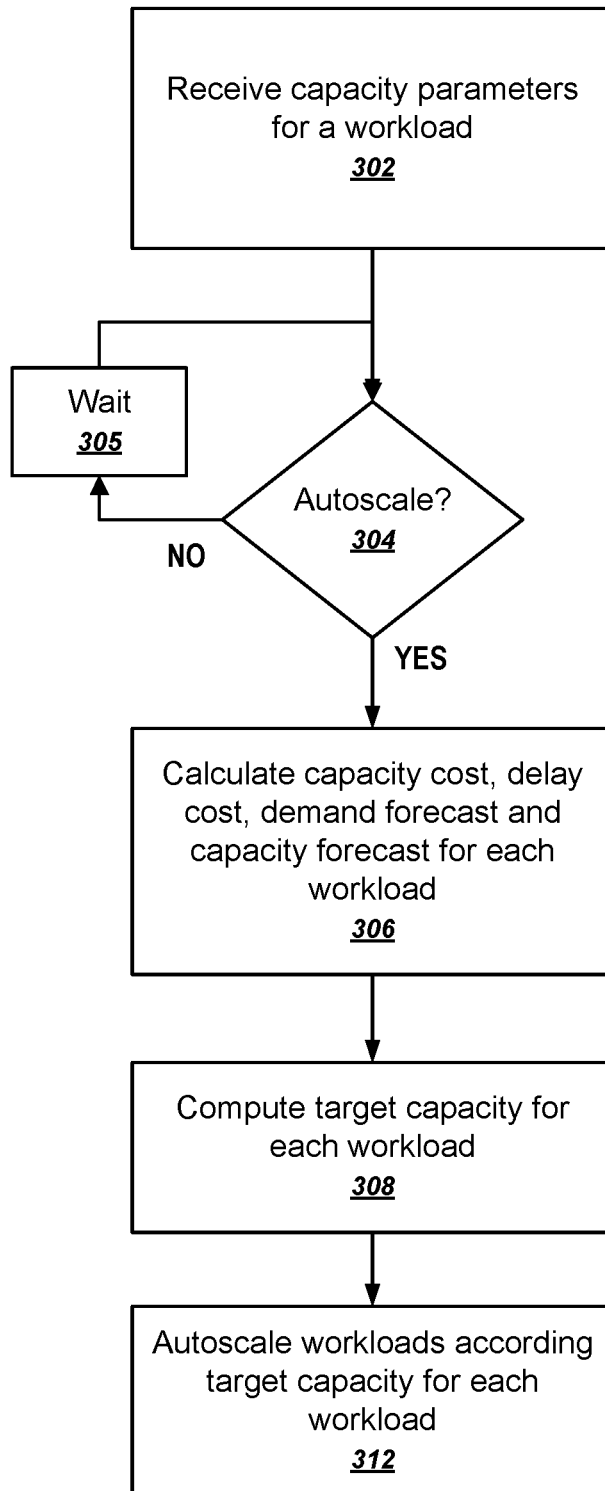 Receive capacity parameters
for a workload
302
Wait
305
Autoscale?
304
NO
YES
Calculate capacity cost, delay
cost, demand forecast and
capacity forecast for each
workload
306
Compute target capacity for
each workload
308
Autoscale workloads according
target capacity for each
workload
312